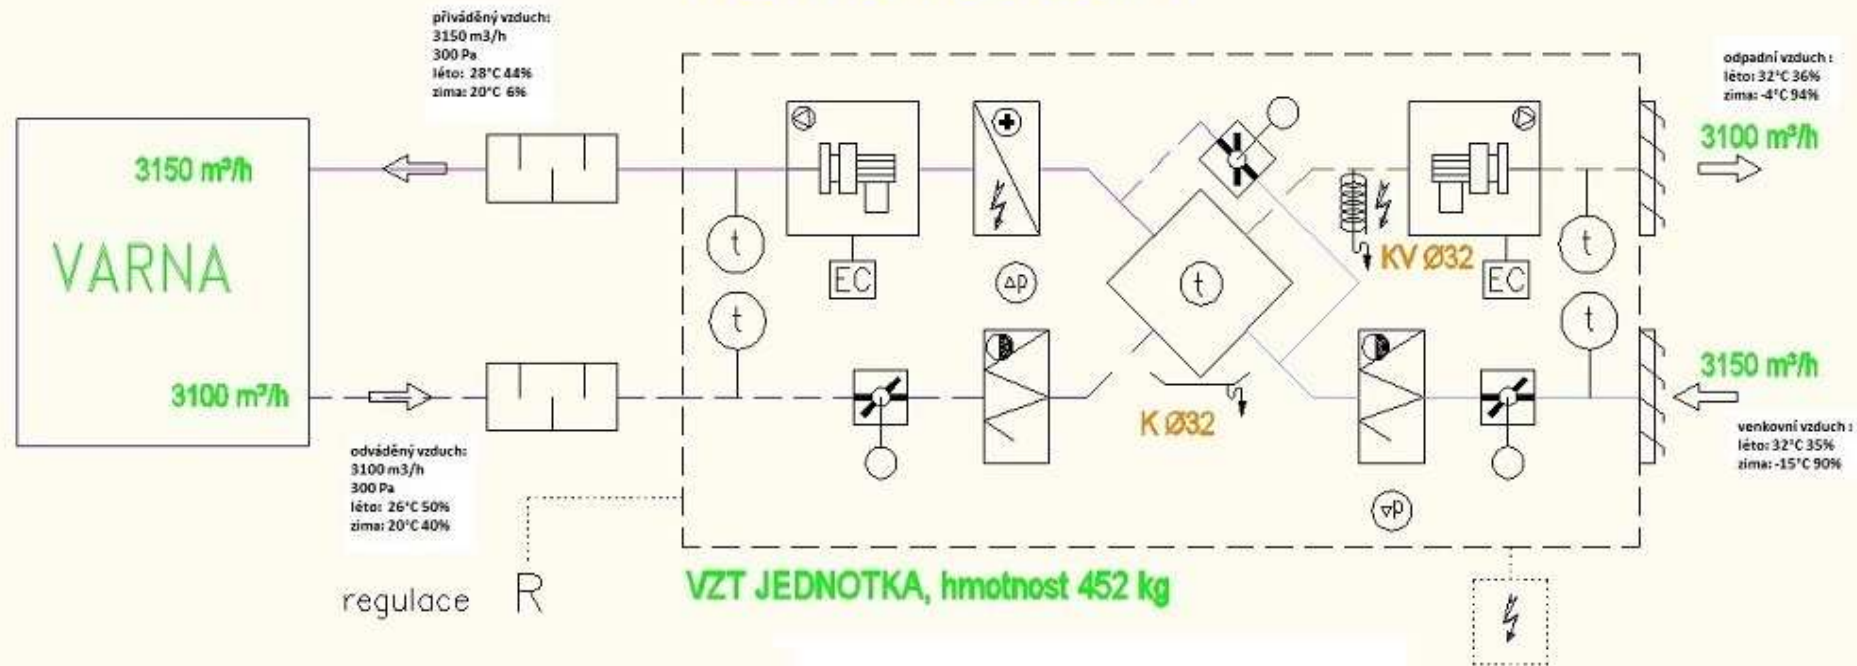 přiváděný vzduch:
3150 m3/h
300 Pa
léto: 28°C 44%
zima: 20°C 6%
odpadní vzduch :
léto: 32°C 36%
zima: -4°C 94%
3100 m³/h
3150 m³/h
VARNA
t
EC
Δp
t
KV Ø32
EC
t
t
t
3150 m³/h
3100 m³/h
K Ø32
venkovní vzduch :
léto: 32°C 35%
zima: -15°C 90%
odváděný vzduch:
3100 m3/h
300 Pa
léto: 26°C 50%
zima: 20°C 40%
∇p
regulace R
VZT JEDNOTKA, hmotnost 452 kg